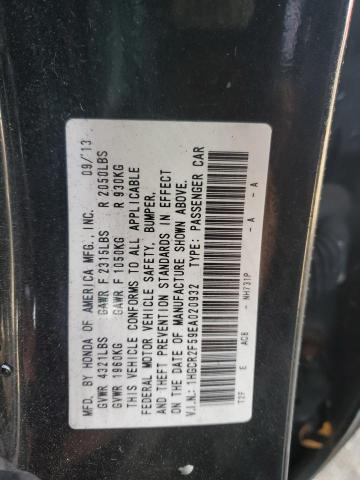 MFD. BY HONDA OF AMERICA MFG., INC. 09/13
GVWR 4321LBS GAWR F 2315LBS R 2050LBS
GVWR 1960KG GAWR F 1050KG R 930KG
THIS VEHICLE CONFORMS TO ALL APPLICABLE
FEDERAL MOTOR VEHICLE SAFETY, BUMPER,
AND THEFT PREVENTION STANDARDS IN EFFECT
ON THE DATE OF MANUFACTURE SHOWN ABOVE.
V.I.N.: 1HGCR2F59EA020932 TYPE: PASSENGER CAR
T2F E AC8 - NH731P - A - A